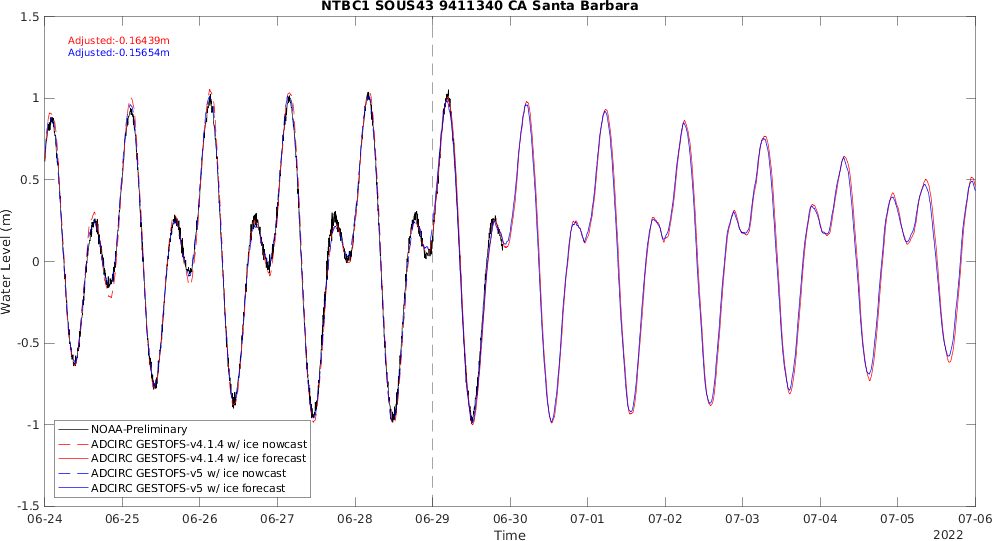 NTBC1 SOUS43 9411340 CA Santa Barbara
1.5
Adjusted:-0.16439m
Adjusted:-0.15654m
1
0.5
0
-0.5
-1
-1.5
Water Level (m)
NOAA-Preliminary
ADCIRC GESTOFS-v4.1.4 w/ ice nowcast
ADCIRC GESTOFS-v4.1.4 w/ ice forecast
ADCIRC GESTOFS-v5 w/ ice nowcast
ADCIRC GESTOFS-v5 w/ ice forecast
06-24 06-25 06-26 06-27 06-28 06-29 06-30 07-01 07-02 07-03 07-04 07-05 07-06
Time
2022